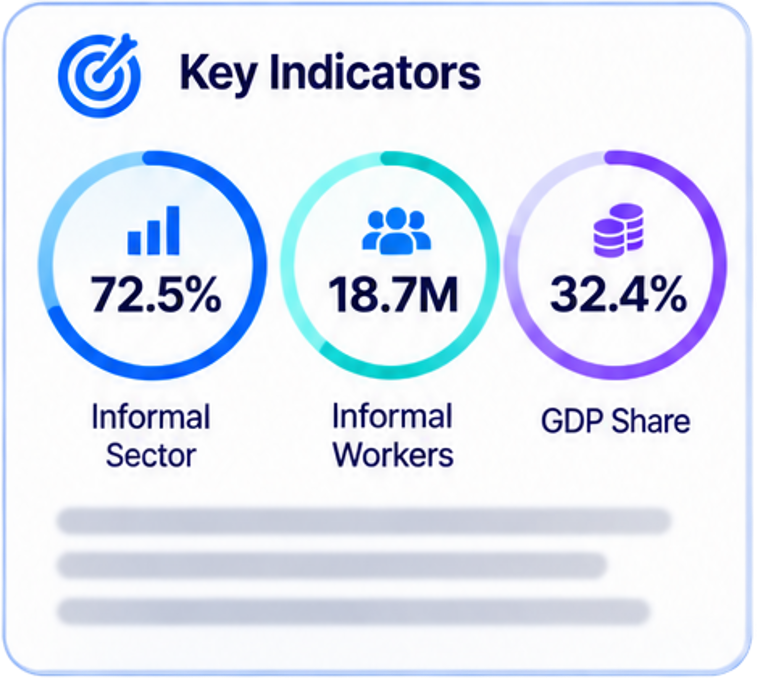 Key Indicators
72.5%
18.7M
32.4%
Informal
Sector
Informal
Workers
GDP Share